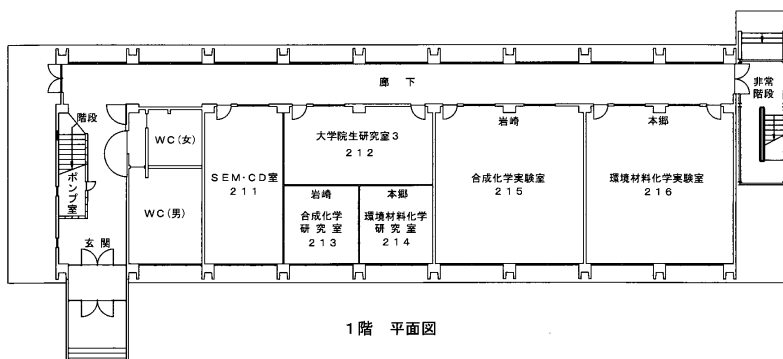 廊下
非常
階段
階段
WC(女)
WC(男)
ポンプ室
玄関
SEM・CD室
211
大学院生研究室3
212
岩崎
合成化学
研究室
213
本郷
環境材料化学
研究室
214
岩崎
合成化学実験室
215
本郷
環境材料化学実験室
216
1階 平面図